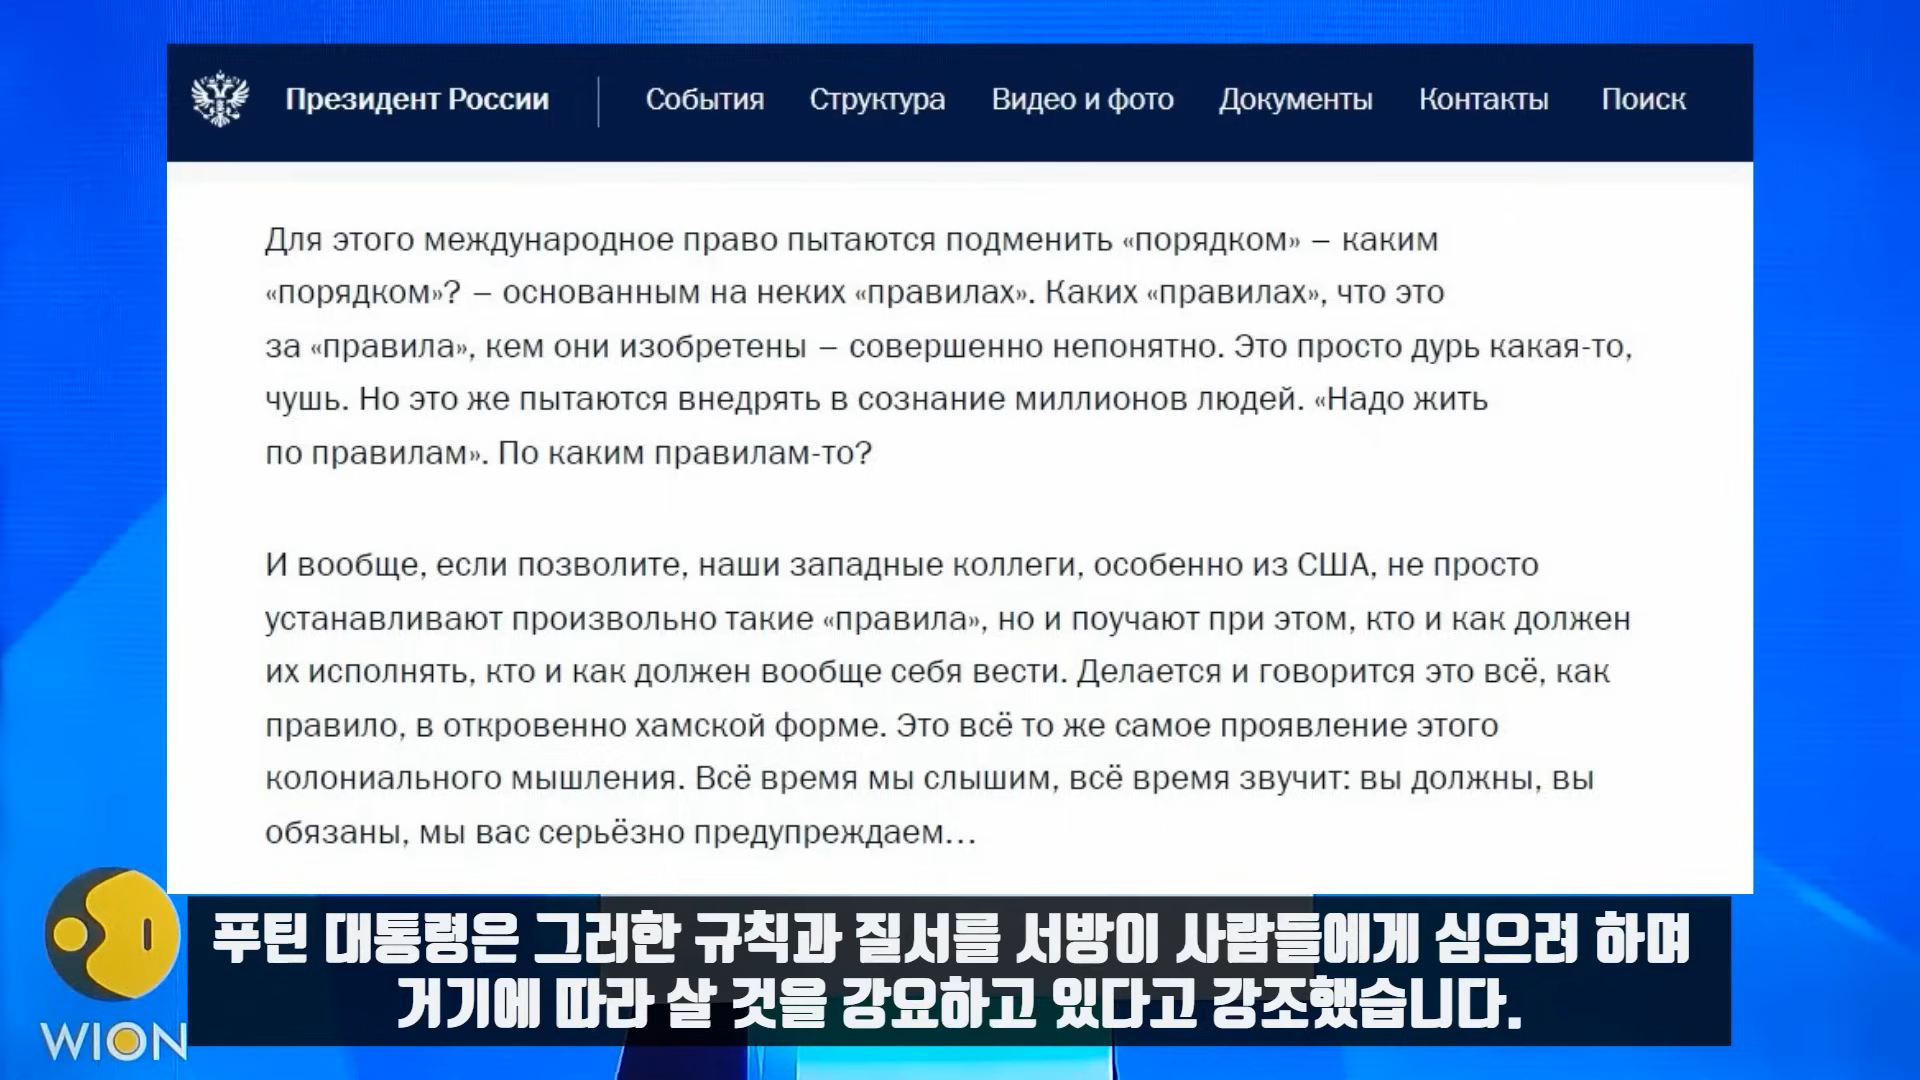 Президент России
События Структура Видео и фото Документы Контакты Поиск
Для этого международное право пытаются подменить «порядком» – каким
«порядком»? – основанным на неких «правилах». Каких «правилах», что это
за «правила», кем они изобретены – совершенно непонятно. Это просто дурь какая-то,
чушь. Но это же пытаются внедрять в сознание миллионов людей. «Надо жить
по правилам». По каким правилам-то?
И вообще, если позволите, наши западные коллеги, особенно из США, не просто
устанавливают произвольно такие «правила», но и поучают при этом, кто и как должен
их исполнять, кто и как должен вообще себя вести. Делается и говорится это всё, как
правило, в откровенно хамской форме. Это всё то же самое проявление этого
колониального мышления. Всё время мы слышим, всё время звучит: вы должны, вы
обязаны, мы вас серьёзно предупреждаем…
푸틴 대통령은 그러한 규칙과 질서를 서방이 사람들에게 심으려 하며
거기에 따라 살 것을 강요하고 있다고 강조했습니다.
WION